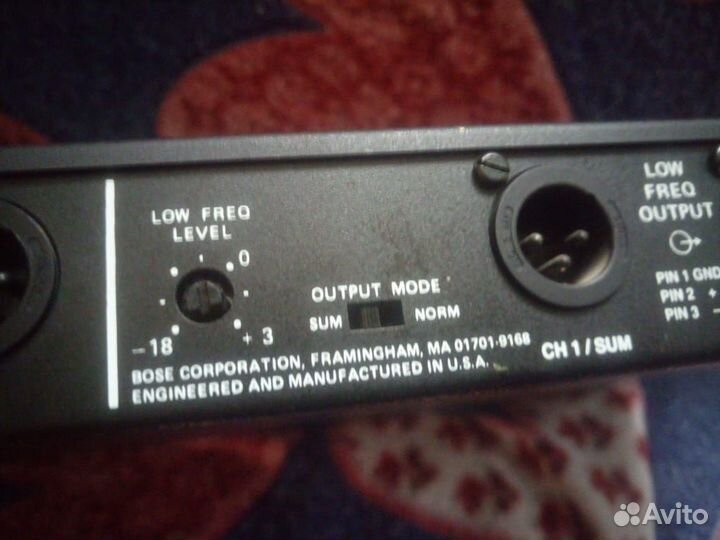 LOW FREQ
LEVEL
0
-18
+3
OUTPUT MODE
SUM
NORM
BOSE CORPORATION, FRAMINGHAM, MA 01701-9168
ENGINEERED AND MANUFACTURED IN U.S.A.
CH 1 / SUM
LOW
FREQ
OUTPUT
PIN 1 GND
PIN 2 +
PIN 3 -
Avito